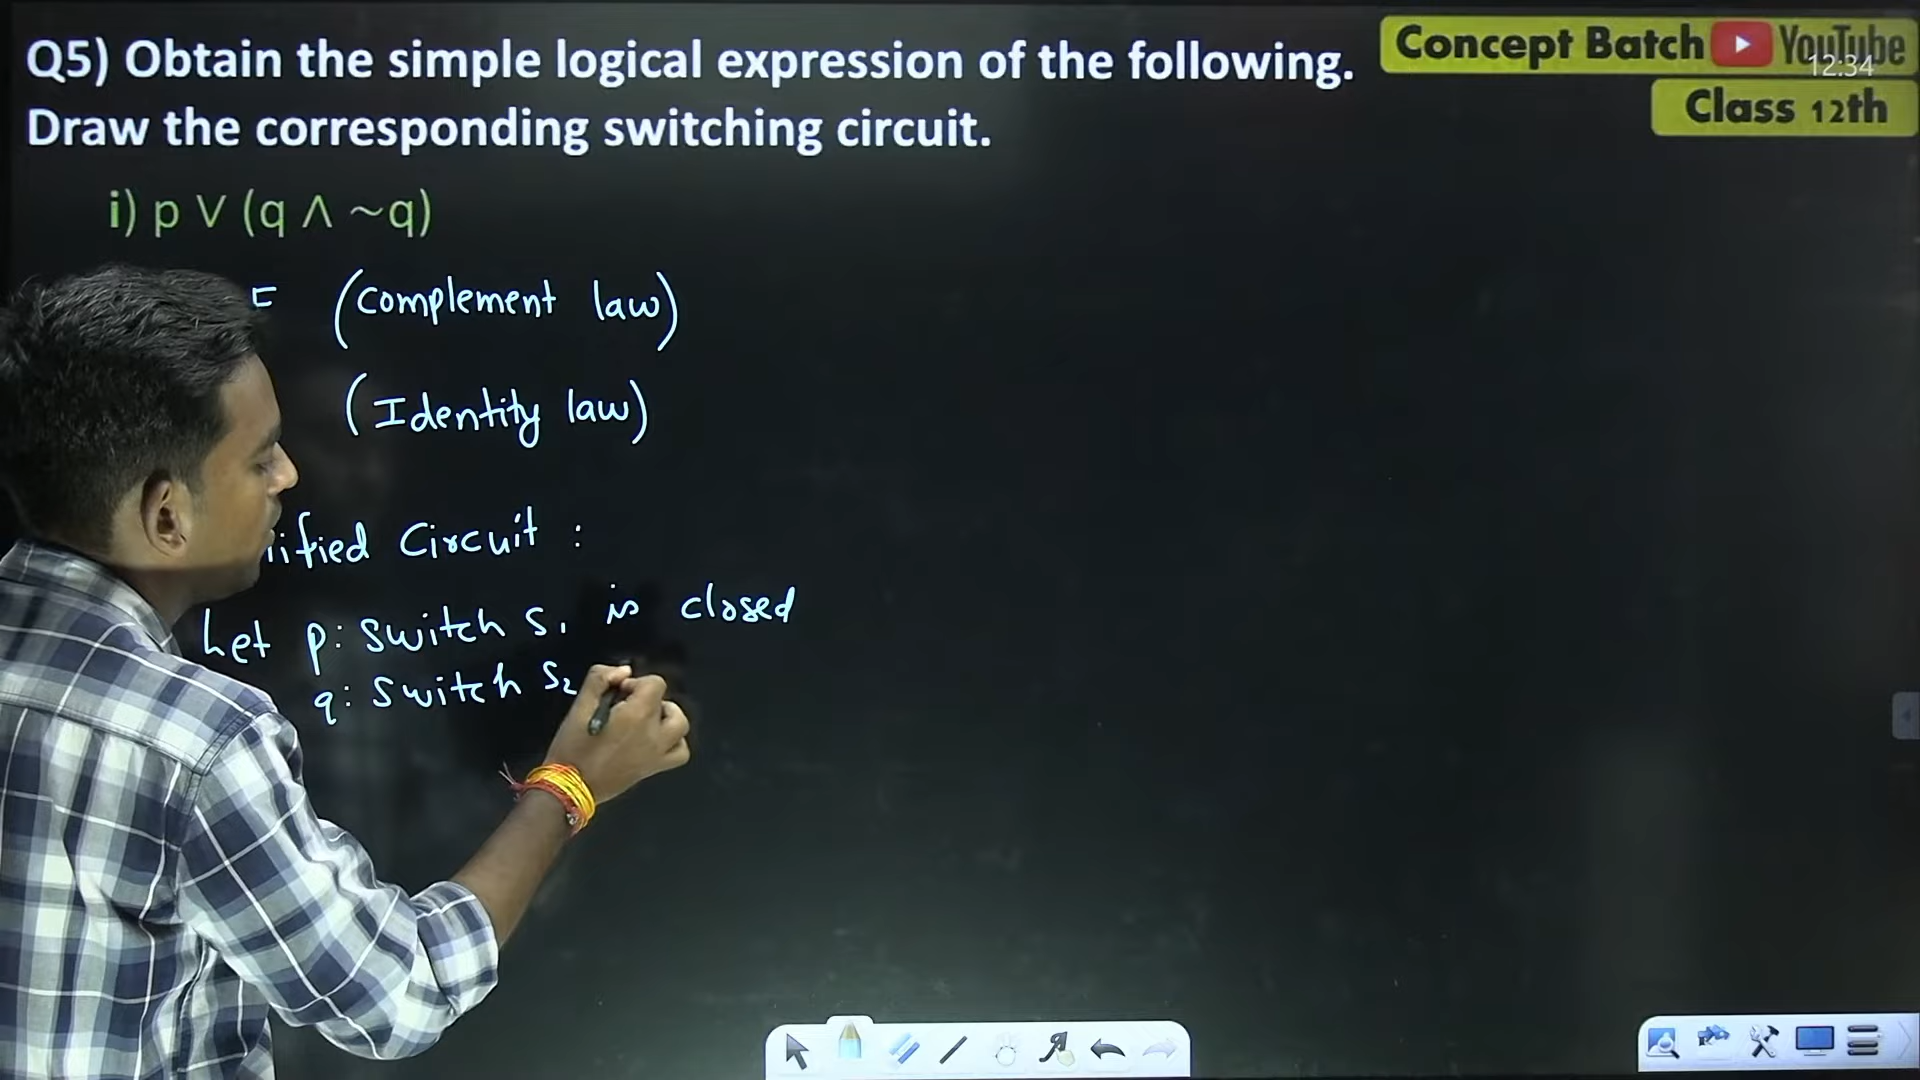 Q5) Obtain the simple logical expression of the following.
Draw the corresponding switching circuit.
Concept Batch YouTube
12:34
Class 12th
i) p ∨ (q ∧ ~q)
F (complement law)
(Identity law)
Circuit :
Let p: switch S₁ is closed
q: switch S₂